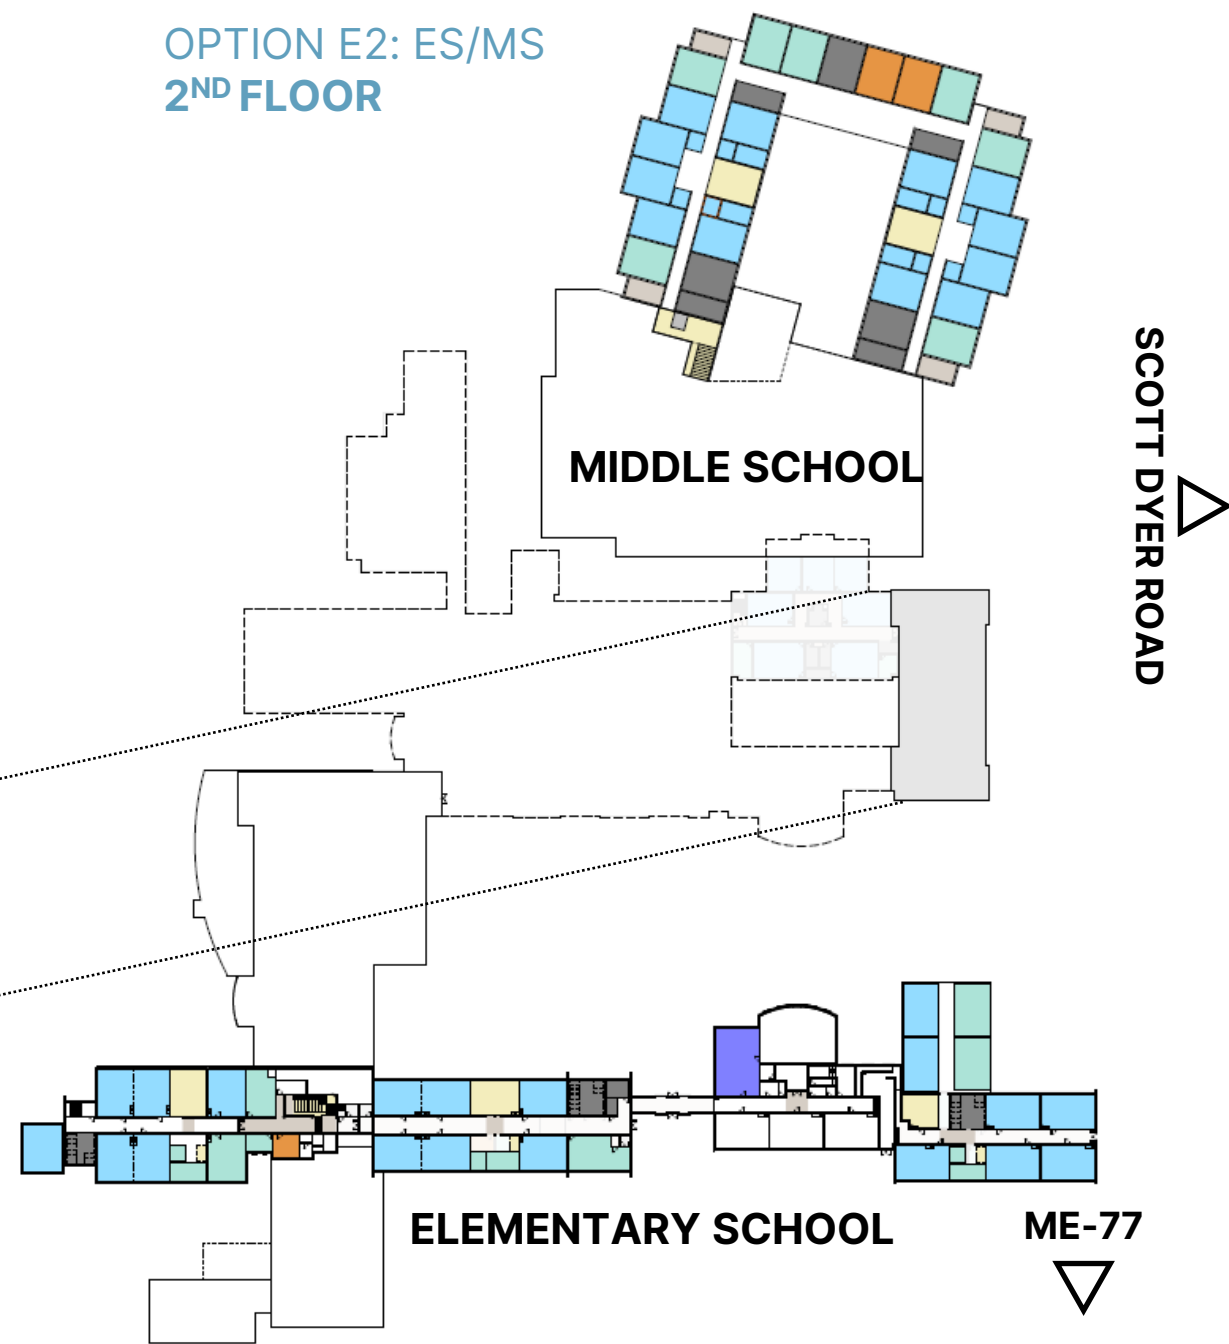 OPTION E2: ES/MS
2ND FLOOR
MIDDLE SCHOOL
SCOTT DYER ROAD
ELEMENTARY SCHOOL
ME-77